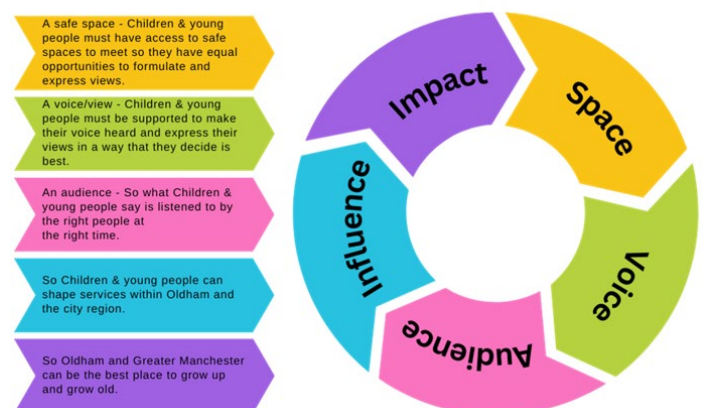 A safe space - Children & young
people must have access to safe
spaces to meet so they have equal
opportunities to formulate and
express views.
A voice/view - Children & young
people must be supported to make
their voice heard and express their
views in a way that they decide is
best.
An audience - So what Children &
young people say is listened to by
the right people at
the right time.
So Children & young people can
shape services within Oldham and
the city region.
So Oldham and Greater Manchester
can be the best place to grow up
and grow old.
Space
Voice
Audience
Influence
Impact